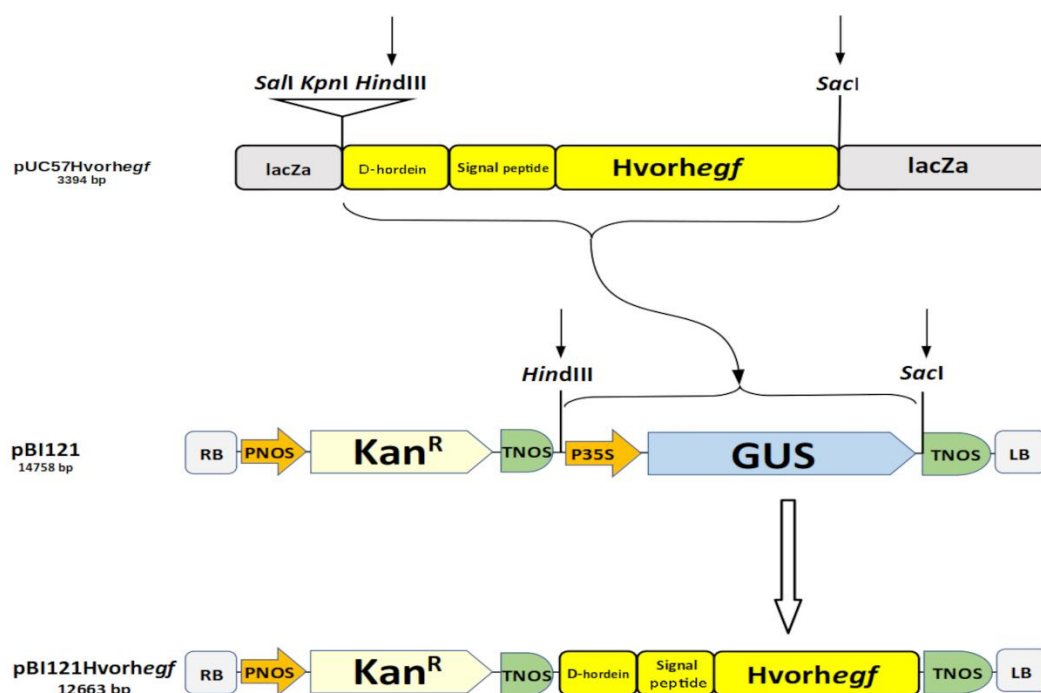 SalI KpnI HindIII
SacI
pUC57Hvorhegf
3394 bp
lacZa
D-hordein
Signal peptide
Hvorhegf
lacZa
HindIII
SacI
pBI121
14758 bp
RB
PNOS
KanR
TNOS
P35S
GUS
TNOS
LB
pBI121Hvorhegf
12663 bp
RB
PNOS
KanR
TNOS
D-hordein
Signal
peptide
Hvorhegf
TNOS
LB